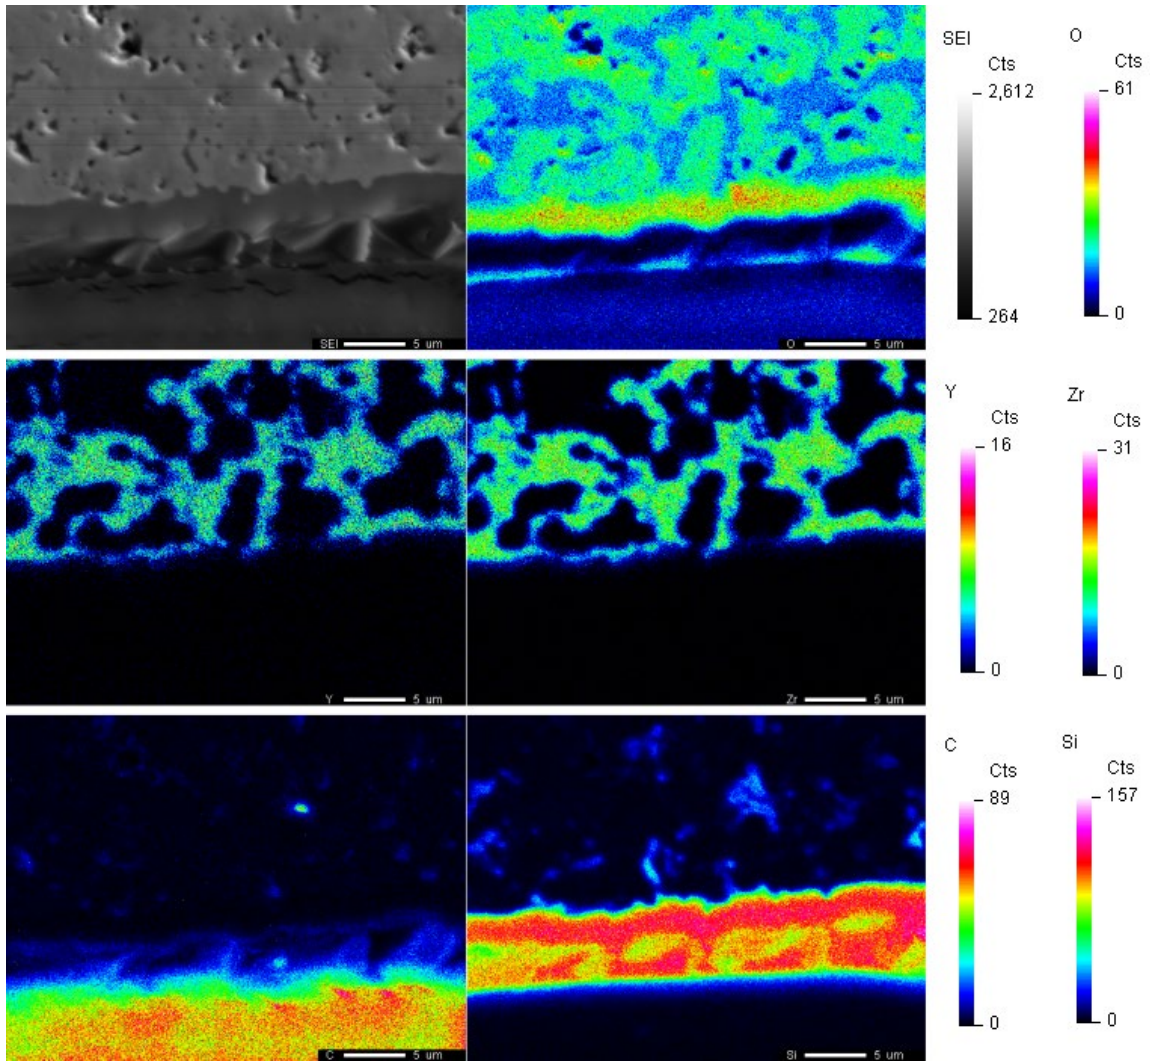 SEI O
Cts Cts
2,612 61
264 0
SEI 5 um O 5 um
Y Zr
Cts Cts
16 31
0 0
Y 5 um Zr 5 um
C Si
Cts Cts
89 157
0 0
C 5 um Si 5 um